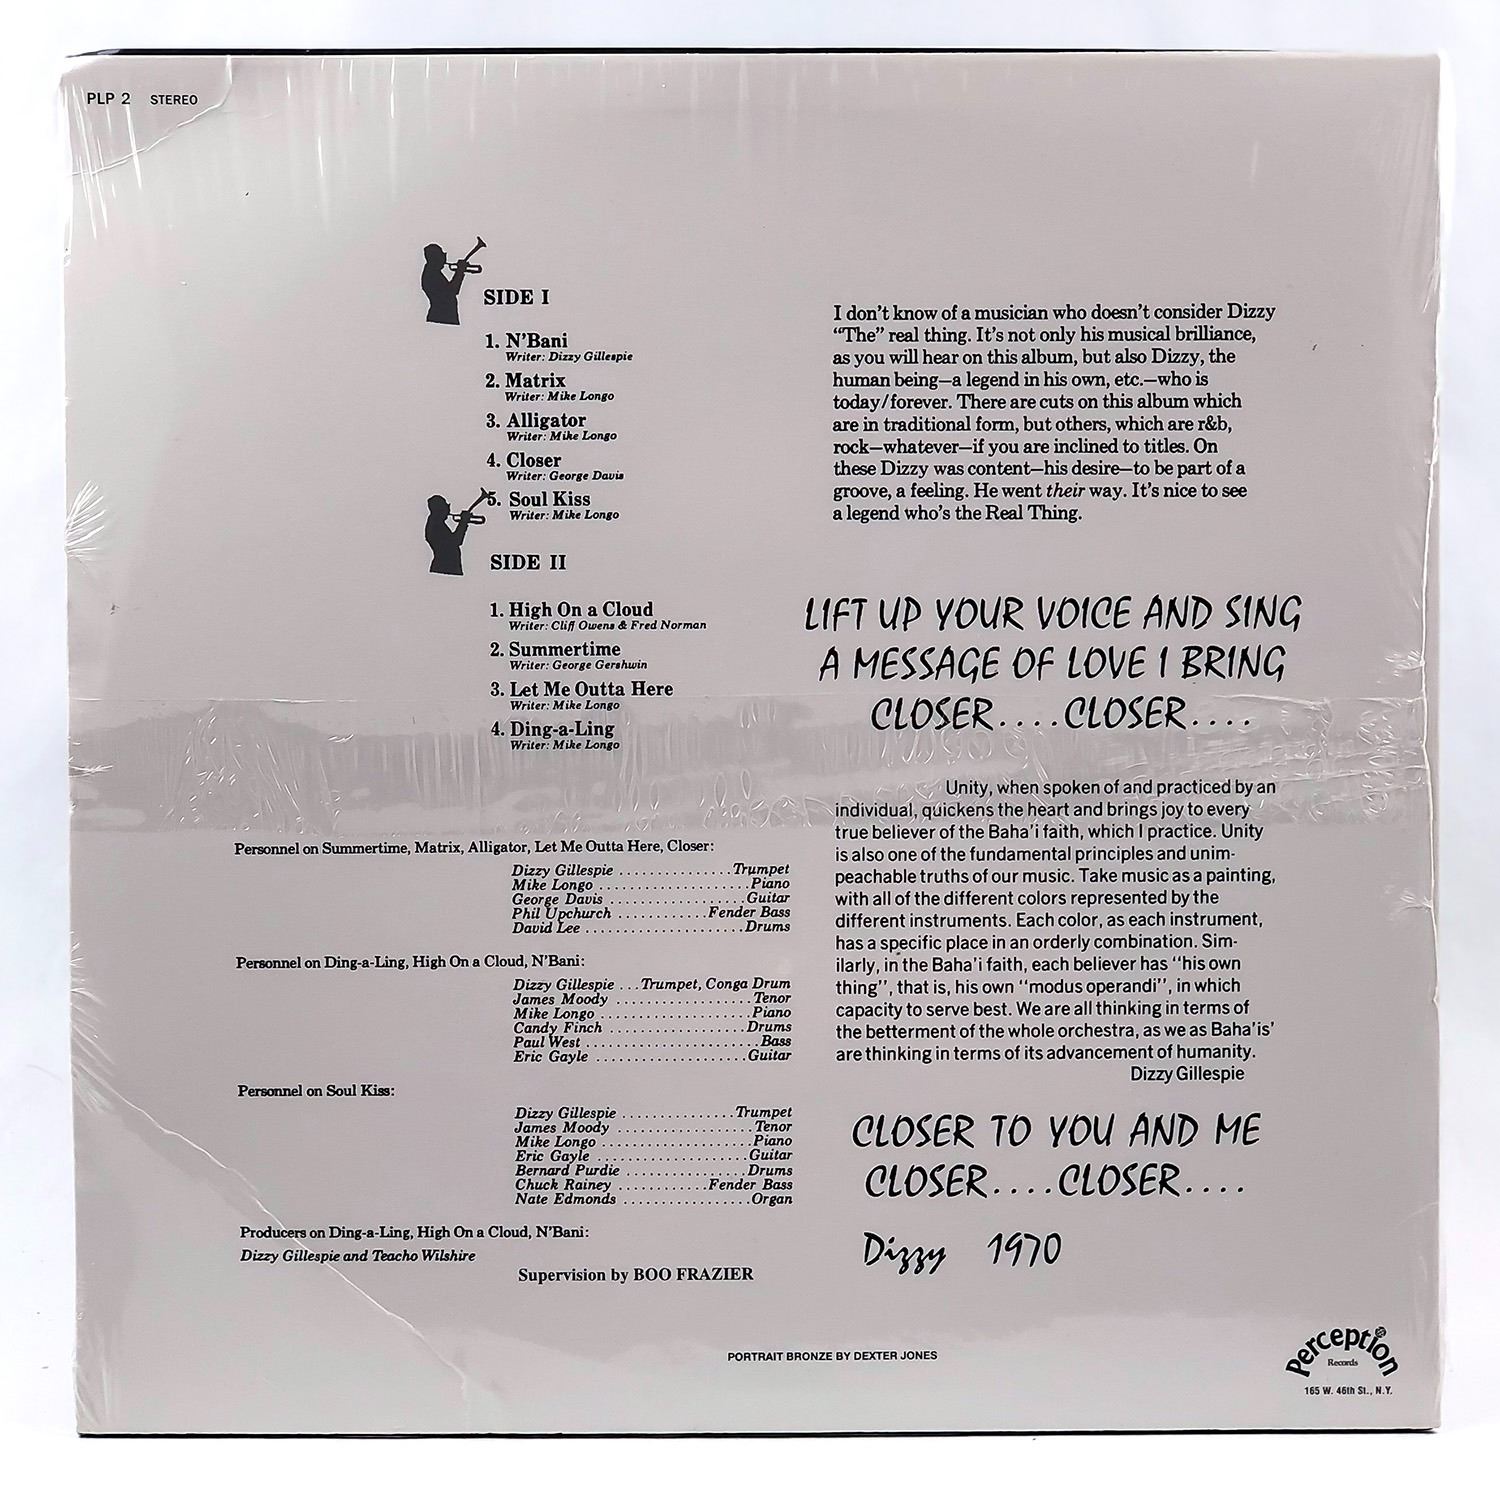 PLP 2 STEREO
SIDE I
1. N'Bani
Writer: Dizzy Gillespie
2. Matrix
Writer: Mike Longo
3. Alligator
Writer: Mike Longo
4. Closer
Writer: George Davis
5. Soul Kiss
Writer: Mike Longo
SIDE II
1. High On a Cloud
Writer: Cliff Owens & Fred Norman
2. Summertime
Writer: George Gershwin
3. Let Me Outta Here
Writer: Mike Longo
4. Ding-a-Ling
Writer: Mike Longo
Personnel on Summertime, Matrix, Alligator, Let Me Outta Here, Closer:
Dizzy Gillespie ...............Trumpet
Mike Longo ....................Piano
George Davis ..................Guitar
Phil Upchurch ............Fender Bass
David Lee .....................Drums
Personnel on Ding-a-Ling, High On a Cloud, N'Bani:
Dizzy Gillespie ...Trumpet, Conga Drum
James Moody ..................Tenor
Mike Longo ....................Piano
Candy Finch ...................Drums
Paul West .......................Bass
Eric Gayle ....................Guitar
Personnel on Soul Kiss:
Dizzy Gillespie ...............Trumpet
James Moody ..................Tenor
Mike Longo ....................Piano
Eric Gayle ....................Guitar
Bernard Purdie ................Drums
Chuck Rainey ............Fender Bass
Nate Edmonds .................Organ
Producers on Ding-a-Ling, High On a Cloud, N'Bani:
Dizzy Gillespie and Teacho Wilshire
Supervision by BOO FRAZIER
I don't know of a musician who doesn't consider Dizzy
“The” real thing. It's not only his musical brilliance,
as you will hear on this album, but also Dizzy, the
human being—a legend in his own, etc.—who is
today/forever. There are cuts on this album which
are in traditional form, but others, which are r&b,
rock—whatever—if you are inclined to titles. On
these Dizzy was content—his desire—to be part of a
groove, a feeling. He went their way. It's nice to see
a legend who's the Real Thing.
LIFT UP YOUR VOICE AND SING
A MESSAGE OF LOVE I BRING
CLOSER....CLOSER....
Unity, when spoken of and practiced by an
individual, quickens the heart and brings joy to every
true believer of the Baha'i faith, which I practice. Unity
is also one of the fundamental principles and unim-
peachable truths of our music. Take music as a painting,
with all of the different colors represented by the
different instruments. Each color, as each instrument,
has a specific place in an orderly combination. Sim-
ilarly, in the Baha'i faith, each believer has "his own
thing", that is, his own "modus operandi", in which
capacity to serve best. We are all thinking in terms of
the betterment of the whole orchestra, as we as Baha'is'
are thinking in terms of its advancement of humanity.
Dizzy Gillespie
CLOSER TO YOU AND ME
CLOSER....CLOSER....
Dizzy 1970
PORTRAIT BRONZE BY DEXTER JONES
Perception
Records
165 W. 46th St., N.Y.